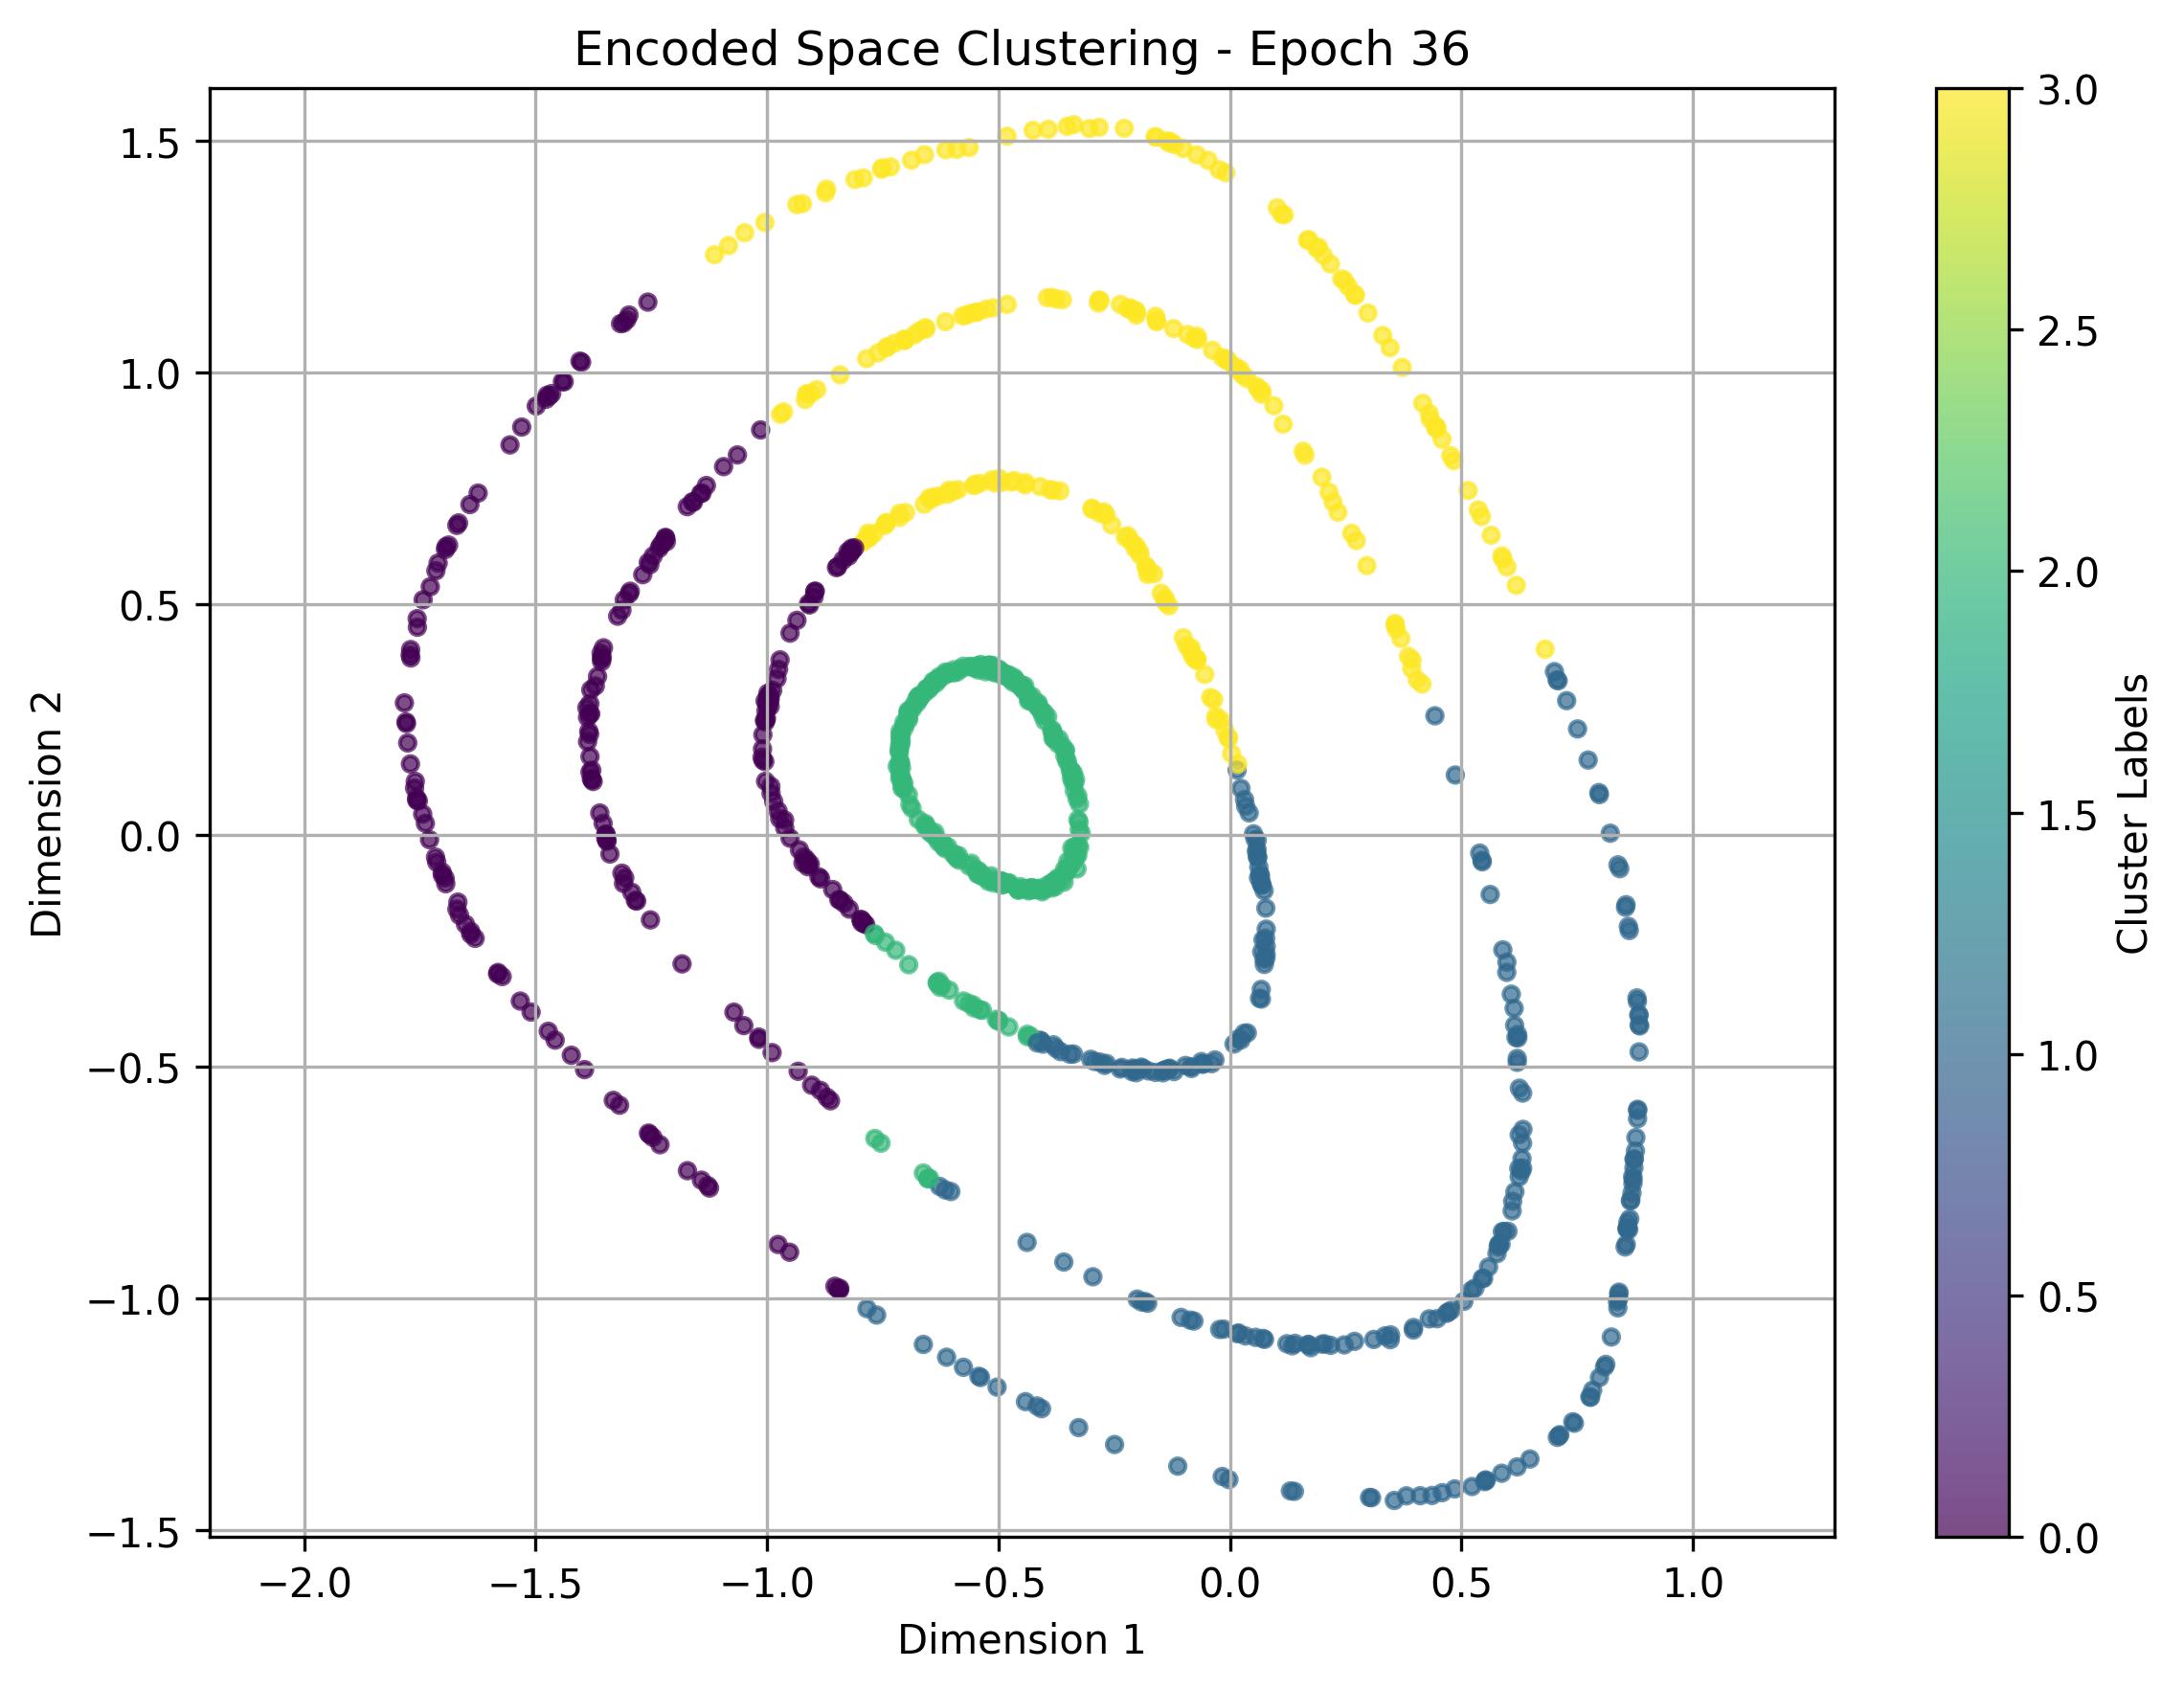 Encoded Space Clustering - Epoch 36
1.5
1.0
0.5
0.0
−0.5
−1.0
−1.5
Dimension 2
−2.0 −1.5 −1.0 −0.5 0.0 0.5 1.0
Dimension 1
3.0
2.5
2.0
1.5
1.0
0.5
0.0
Cluster Labels